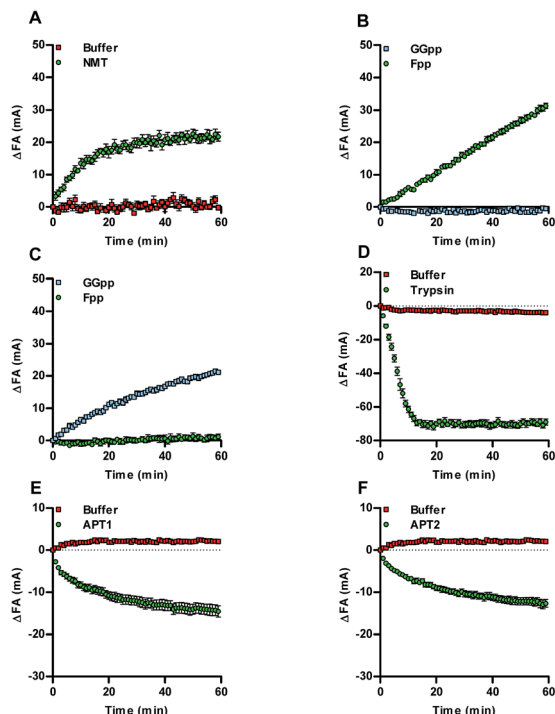 A
Buffer
NMT
ΔFA (mA)
50
40
30
20
10
0
0 20 40 60
Time (min)
B
GGpp
Fpp
ΔFA (mA)
50
40
30
20
10
0
0 20 40 60
Time (min)
C
GGpp
Fpp
ΔFA (mA)
50
40
30
20
10
0
0 20 40 60
Time (min)
D
Buffer
Trypsin
ΔFA (mA)
20
0
-20
-40
-60
-80
0 20 40 60
Time (min)
E
Buffer
APT1
ΔFA (mA)
10
0
-10
-20
-30
0 20 40 60
Time (min)
F
Buffer
APT2
ΔFA (mA)
10
0
-10
-20
-30
0 20 40 60
Time (min)